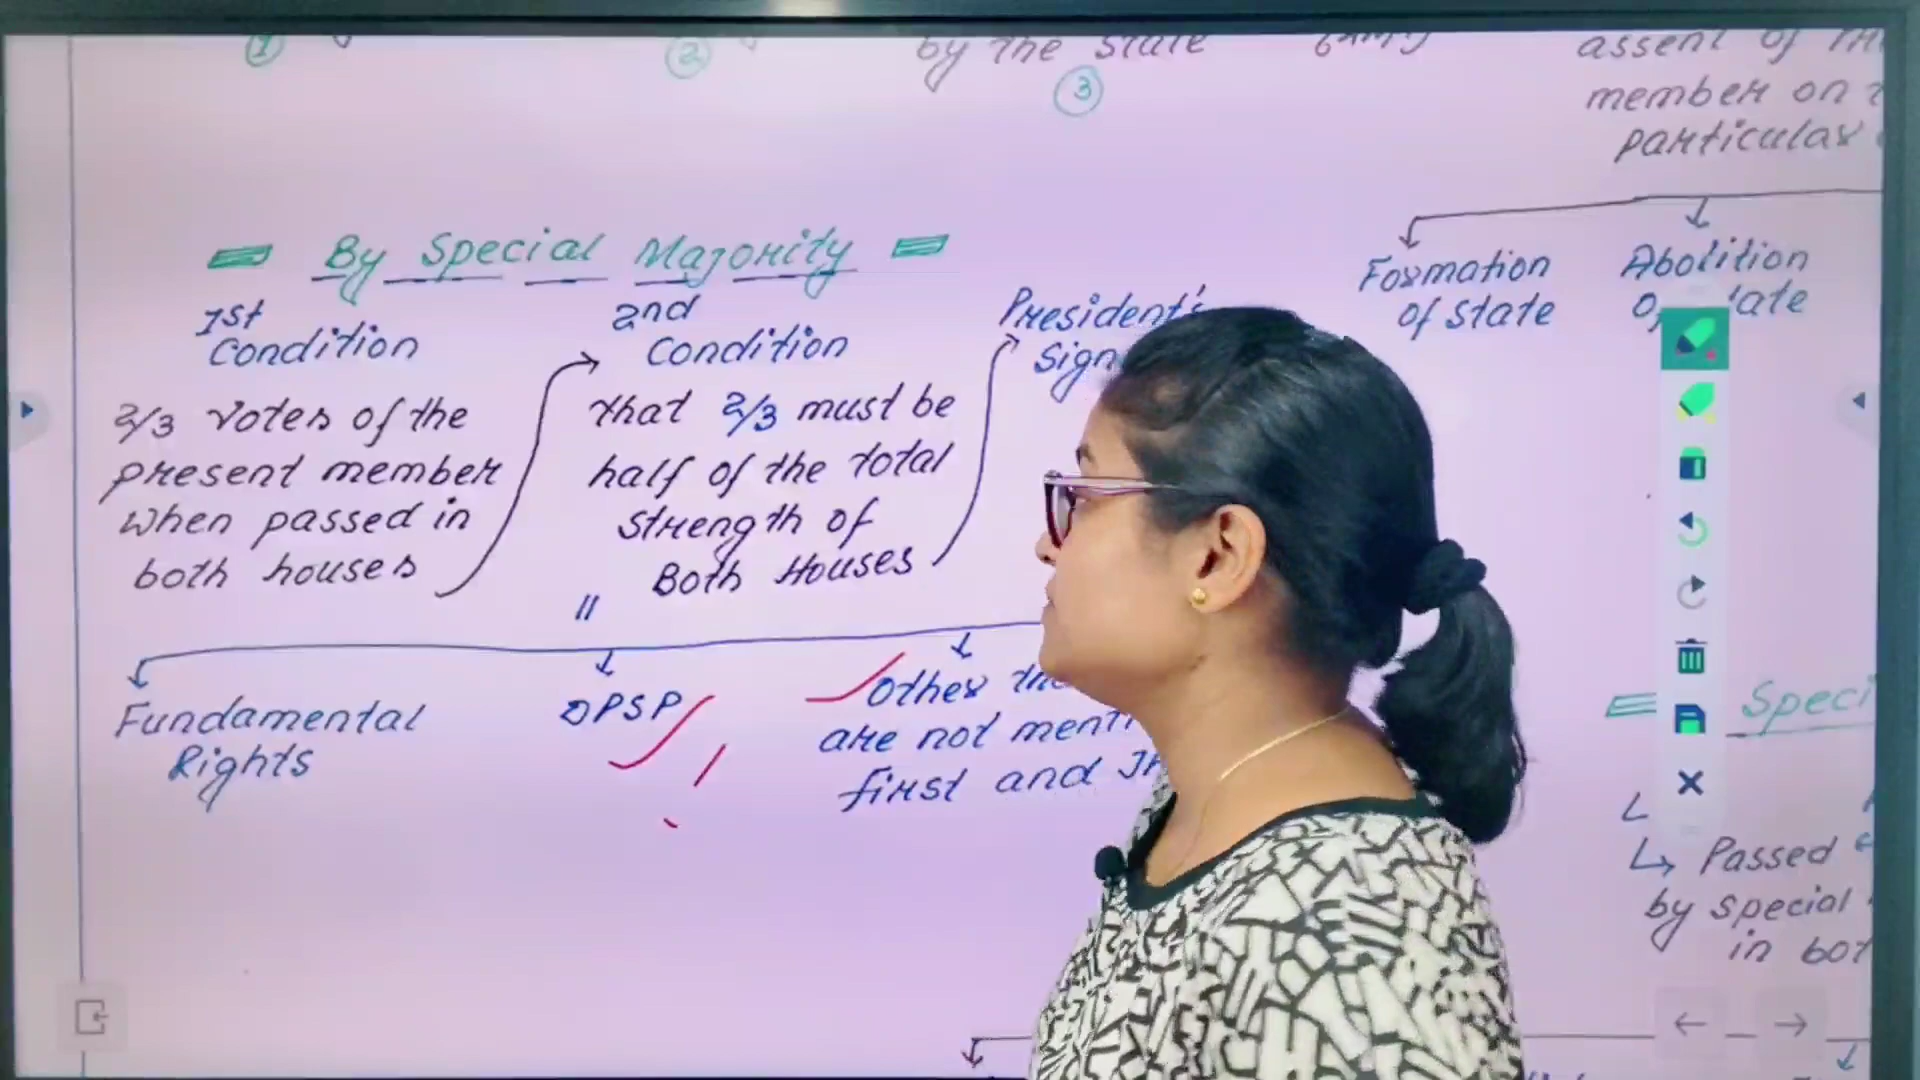 1
2
by the State
3
assent of
member on
particular
By Special Majority
1st
Condition
2/3 votes of the
present member
when passed in
both houses
2nd
Condition
that 2/3 must be
half of the total
strength of
Both Houses
President's
Formation
of State
Abolition
"
Fundamental
Rights
DPSP
Other
are not
first and
Passed
by special
in